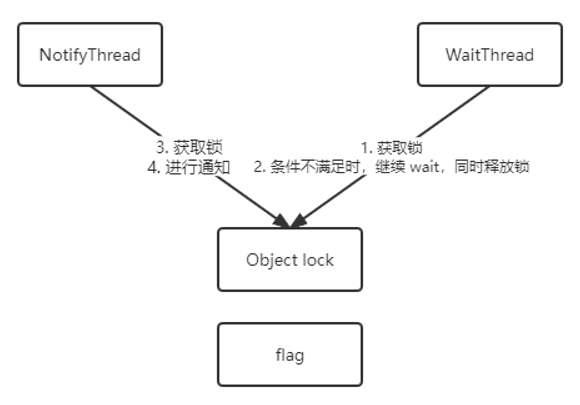 NotifyThread
WaitThread
3. 获取锁
4. 进行通知
1. 获取锁
2. 条件不满足时，继续 wait，同时释放锁
Object lock
flag